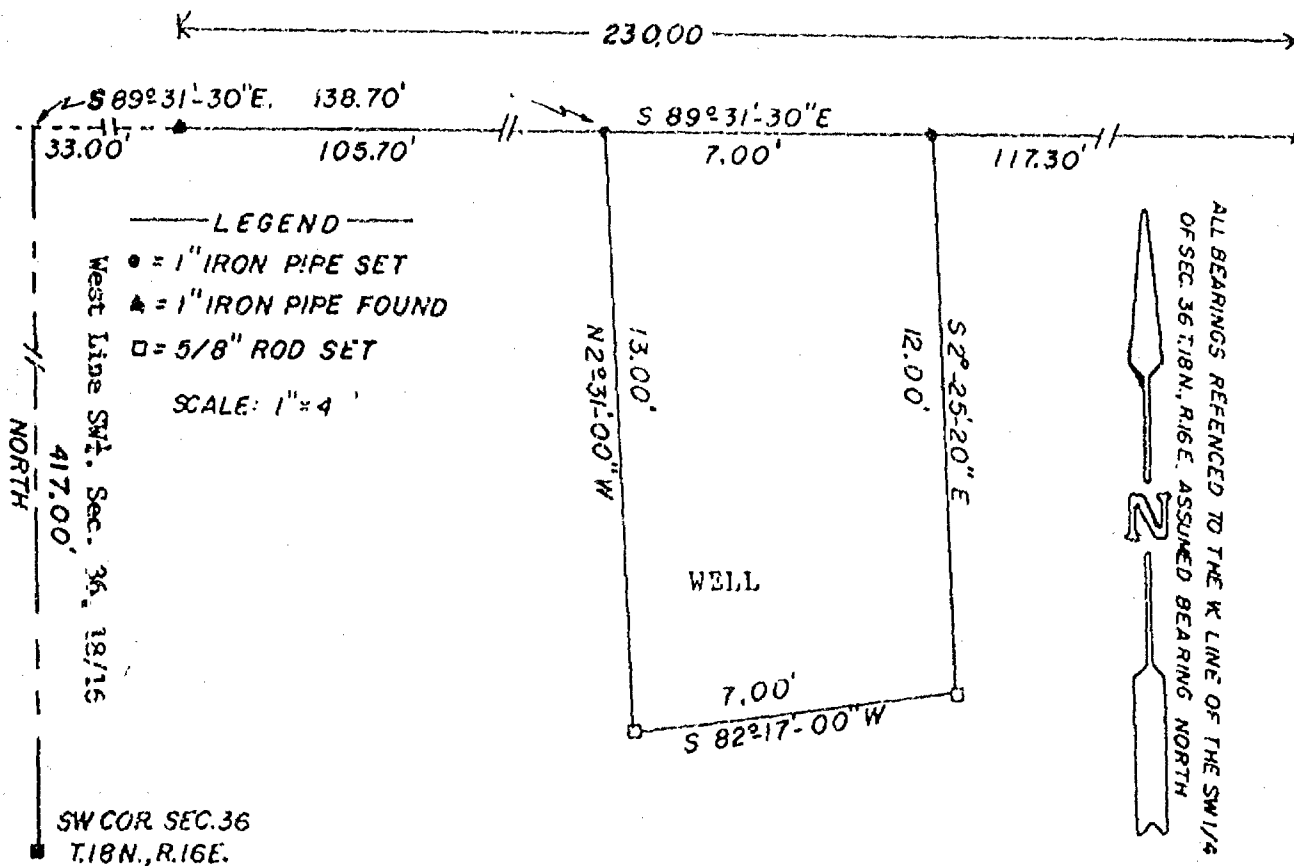 230.00
S 89°31'-30"E. 138.70'
S 89°31'-30"E
33.00'
105.70'
7.00'
117.30'
LEGEND
● = 1" IRON PIPE SET
▲ = 1" IRON PIPE FOUND
□ = 5/8" ROD SET
SCALE: 1"=4 '
West Line SW¼. Sec. 36 18/16
417.00'
NORTH
13.00'
N 2°31'-00" W
S 2°-25'-20" E
12.00'
WELL
7.00'
S 82°17'-00" W
SW COR. SEC.36
T.18N., R.16E.
N
ALL BEARINGS REFENCED TO THE W LINE OF THE SW 1/4
OF SEC. 36 T.18N., R.16E. ASSUMED BEARING NORTH